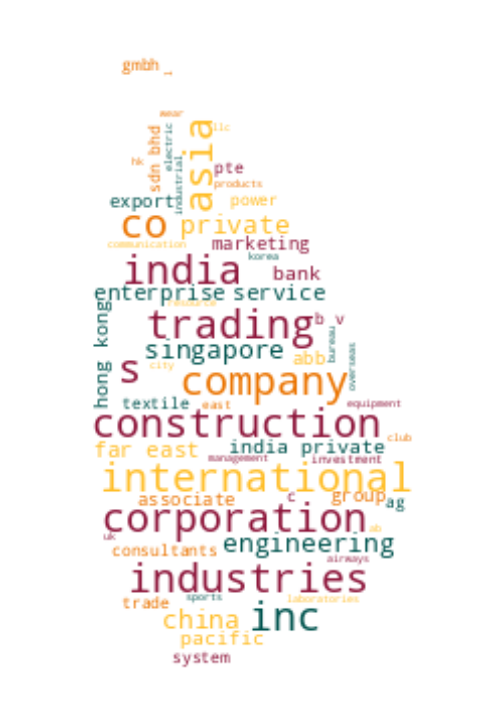 gmbh
wear
llc
sdn bhd
electric
industrial
asia
hk
pte
products
export
power
co private
communication
marketing
korea
india bank
enterprise service
resource
hong kong
trading b v
singapore
bureau
overseas
abb
s
city
company
textile east equipment
construction
club
far east india private
management investment
international
associate c group ag
corporation
ab
uk
engineering
consultants
airways
industries
sports laboratories
trade
china inc
pacific
system